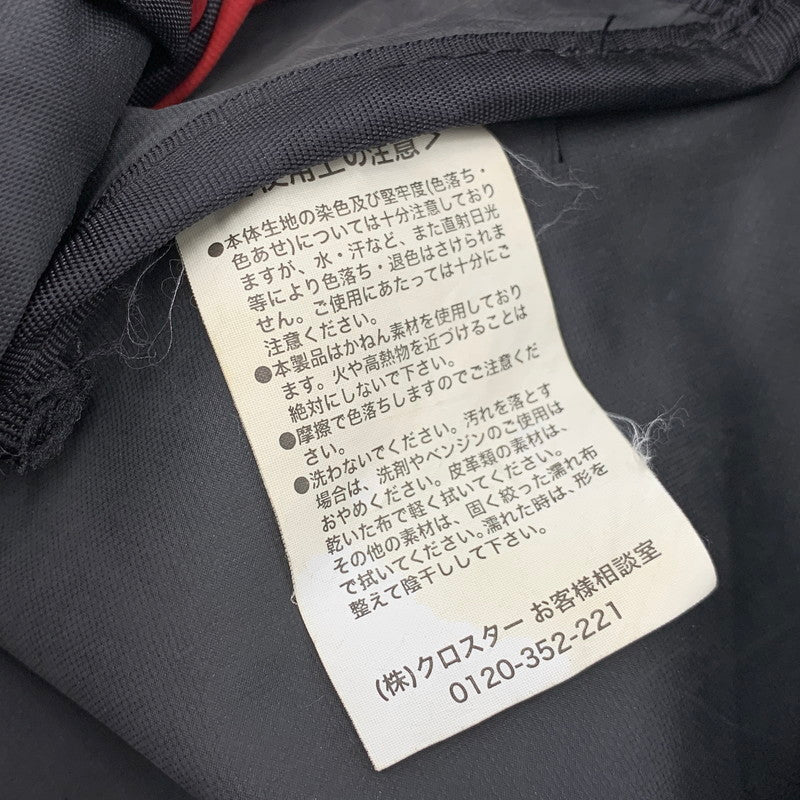 使用上の注意>
●本体生地の染色及び堅牢度(色落ち・
色あせ)については十分注意しており
ますが、水・汗など、また直射日光
等により色落ち・退色はさけられま
せん。ご使用にあたっては十分にご
注意ください。
●本製品はかねん素材を使用しており
ます。火や高熱物を近づけることは
絶対にしないで下さい。
●摩擦で色落ちしますのでご注意くだ
さい。
●洗わないでください。汚れを落とす
場合は、洗剤やベンジンのご使用は
おやめください。皮革類の素材は、
乾いた布で軽く拭いてください。
その他の素材は、固く絞った濡れ布
で拭いてください。濡れた時は、形を
整えて陰干しして下さい。
(株)クロスター お客様相談室
0120-352-221